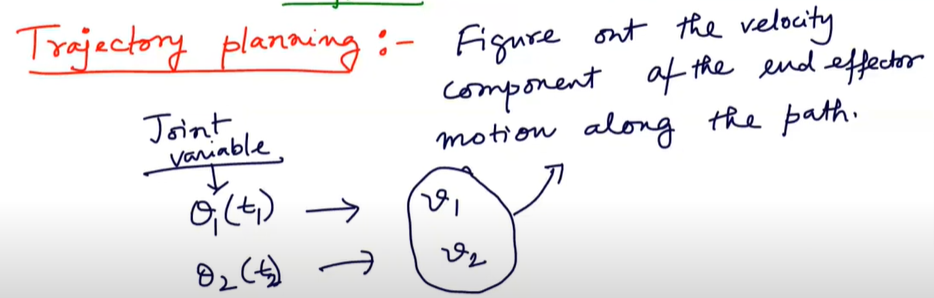 Trajectory planning :- Figure out the velocity
component of the end effector
motion along the path.
Joint
variable
θ₁(t₁) → v₁
θ₂(t₂) → v₂